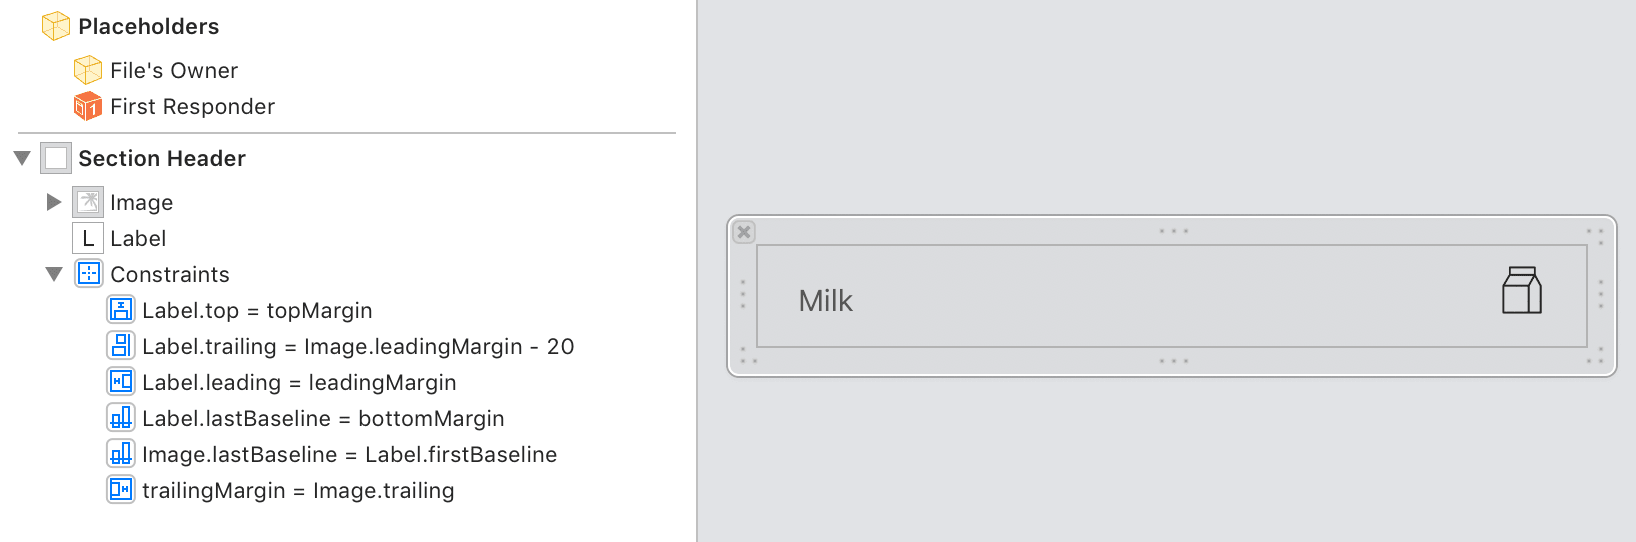 Placeholders
File's Owner
First Responder
1
Section Header
Image
L Label
Constraints
Label.top = topMargin
Label.trailing = Image.leadingMargin - 20
Label.leading = leadingMargin
Label.lastBaseline = bottomMargin
Image.lastBaseline = Label.firstBaseline
trailingMargin = Image.trailing
Milk